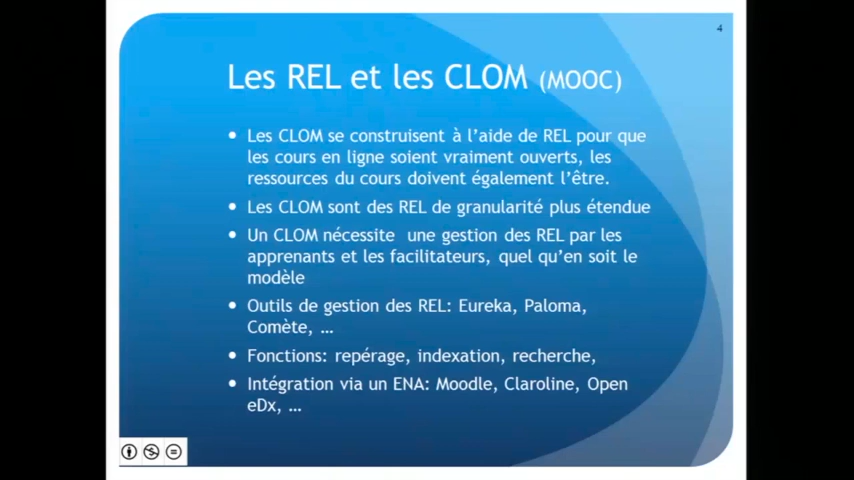 4
Les REL et les CLOM (MOOC)
• Les CLOM se construisent à l'aide de REL pour que
les cours en ligne soient vraiment ouverts, les
ressources du cours doivent également l'être.
• Les CLOM sont des REL de granularité plus étendue
• Un CLOM nécessite une gestion des REL par les
apprenants et les facilitateurs, quel qu'en soit le
modèle
• Outils de gestion des REL: Eureka, Paloma,
Comète, …
• Fonctions: repérage, indexation, recherche,
• Intégration via un ENA: Moodle, Claroline, Open
eDx, …